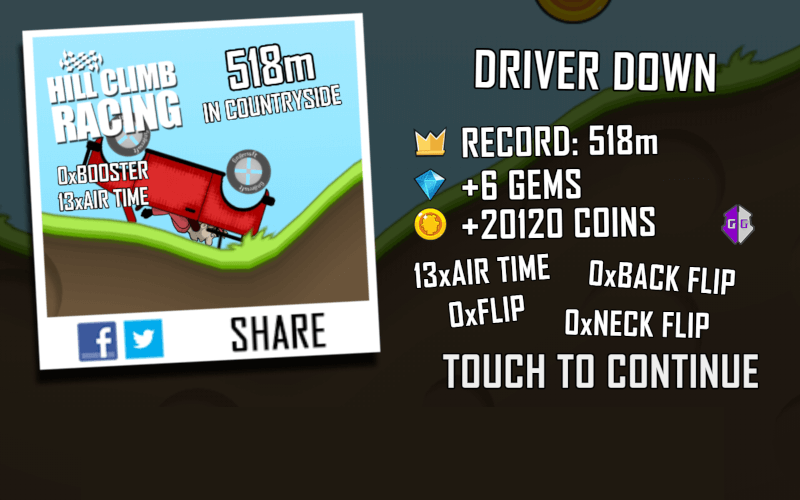 HILL CLIMB
RACING
518m
IN COUNTRYSIDE
0xBOOSTER
13xAIR TIME
f
SHARE
DRIVER DOWN
RECORD: 518m
+6 GEMS
+20120 COINS
GG
13xAIR TIME
0xBACK FLIP
0xFLIP
0xNECK FLIP
TOUCH TO CONTINUE